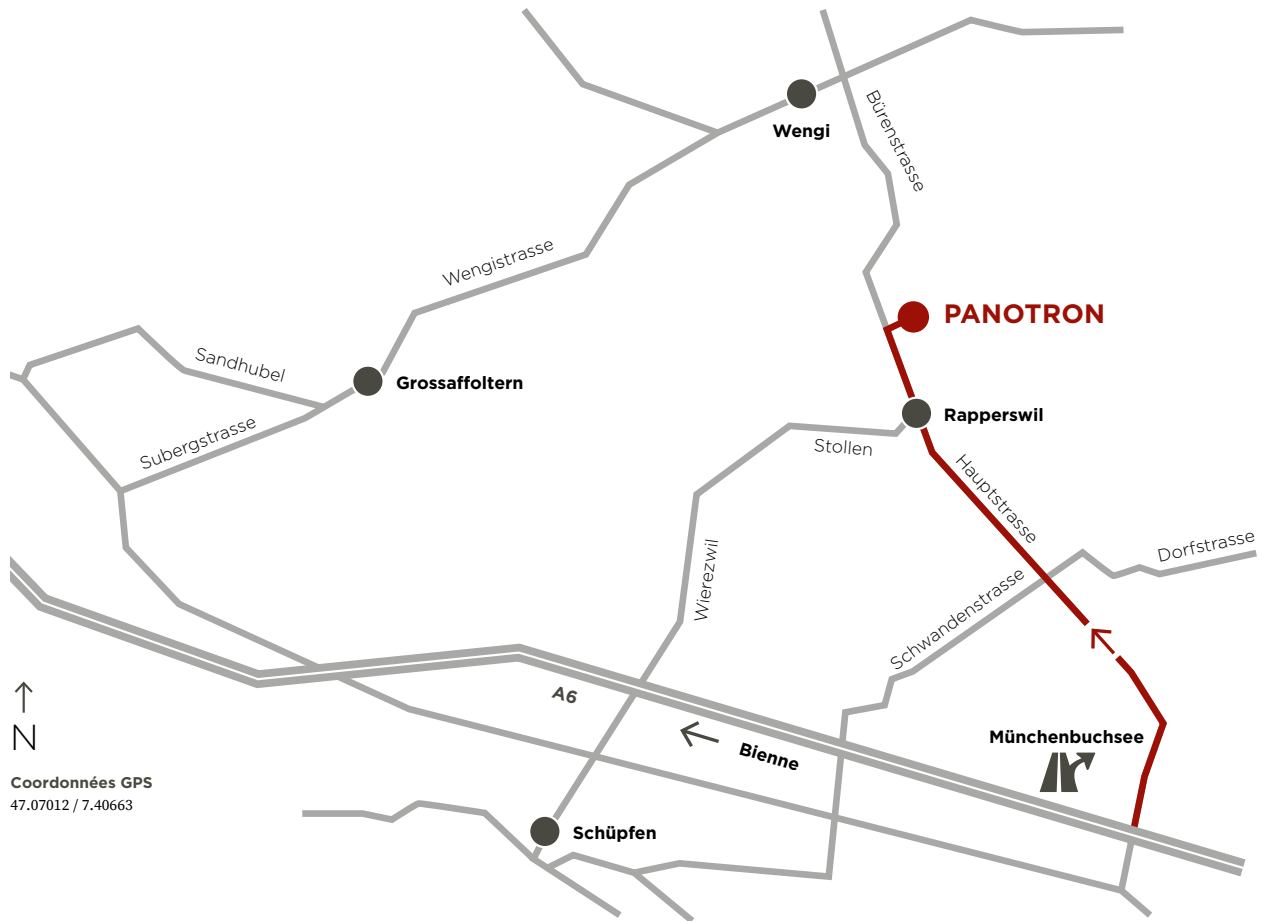 Wengi
Bürenstrasse
Wengistrasse
PANOTRON
Sandhubel
Grossaffoltern
Rapperswil
Subergstrasse
Stollen
Hauptstrasse
Dorfstrasse
Wierezwil
Schwandenstrasse
A6
N
Münchenbuchsee
Bienne
Coordonnées GPS
47.07012 / 7.40663
Schüpfen